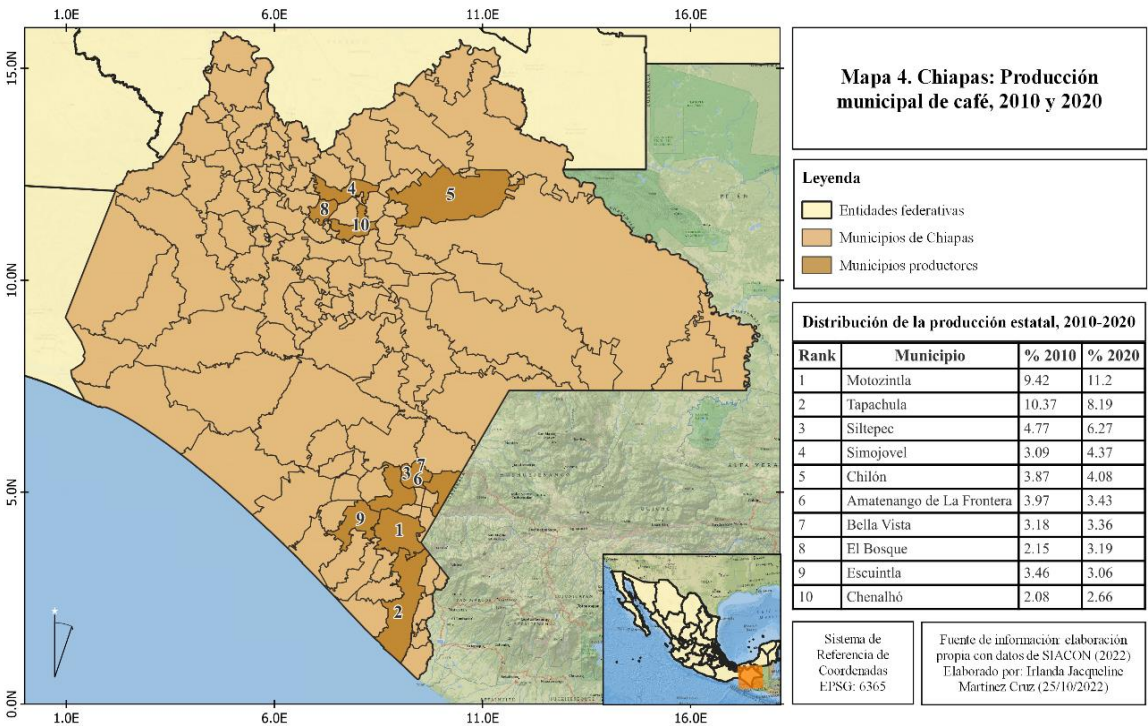 1.0E 6.0E 11.0E 16.0E
15.0N
10.0N
5.0N
0.0N
4
5
8
10
7
3
6
9
1
2
PETÉN
ALTA VERA
1.0E 6.0E 11.0E 16.0E
Mapa 4. Chiapas: Producción
municipal de café, 2010 y 2020
Leyenda
Entidades federativas
Municipios de Chiapas
Municipios productores
Distribución de la producción estatal, 2010-2020
Rank Municipio % 2010 % 2020
1 Motozintla 9.42 11.2
2 Tapachula 10.37 8.19
3 Siltepec 4.77 6.27
4 Simojovel 3.09 4.37
5 Chilón 3.87 4.08
6 Amatenango de La Frontera 3.97 3.43
7 Bella Vista 3.18 3.36
8 El Bosque 2.15 3.19
9 Escuintla 3.46 3.06
10 Chenalhó 2.08 2.66
Sistema de
Referencia de
Coordenadas
EPSG: 6365
Fuente de información: elaboración
propia con datos de SIACON (2022)
Elaborado por: Irlanda Jacqueline
Martinez Cruz (25/10/2022)